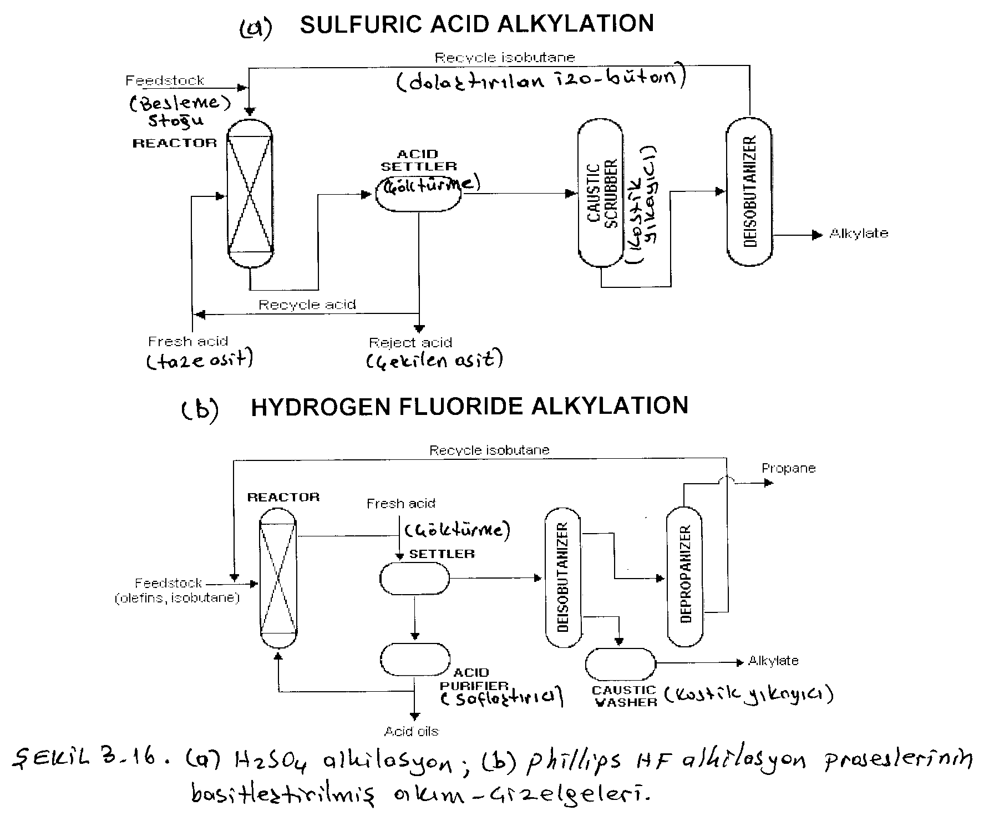 (a) SULFURIC ACID ALKYLATION
Recycle isobutane
(dolaştırılan izo-bütan)
Feedstock
(Besleme)
stoğu
REACTOR
ACID
SETTLER
(çöktürme)
CAUSTIC
SCRUBBER
(kostik
yıkayıcı)
DEISOBUTANIZER
Alkylate
Recycle acid
Fresh acid
(taze asit)
Reject acid
(çekilen asit)
(b) HYDROGEN FLUORIDE ALKYLATION
Recycle isobutane
Propane
REACTOR
Fresh acid
(çöktürme)
SETTLER
DEISOBUTANIZER
DEPROPANIZER
Feedstock
(olefins, isobutane)
ACID
PURIFIER
(saflaştırıcı)
CAUSTIC
WASHER
(kostik yıkayıcı)
Alkylate
Acid oils
ŞEKİL 3-16. (a) H2SO4 alkilasyon; (b) phillips HF alkilasyon proseslerinin
basitleştirilmiş akım-çizelgeleri.